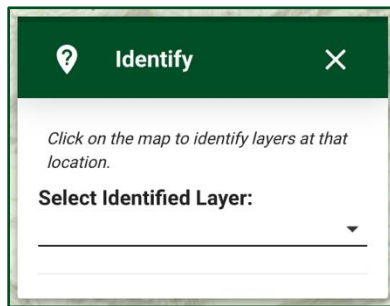 Identify
Click on the map to identify layers at that
location.
Select Identified Layer: